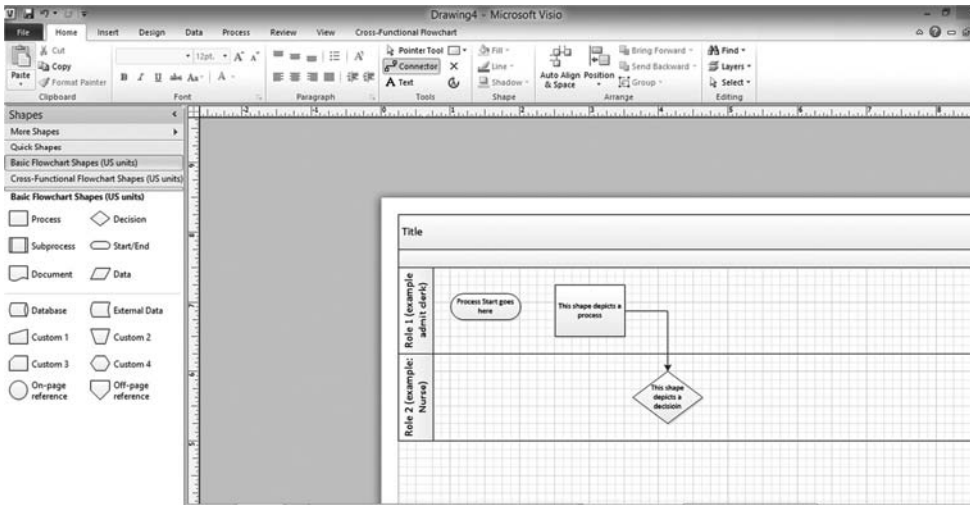 Drawing4 - Microsoft Visio
File Home Insert Design Data Process Review View Cross-Functional Flowchart
Cut
Copy
Format Painter
Paste
Clipboard
12pt.
B I U abc Aa A
Font
Paragraph
Pointer Tool
Connector
A Text
Tools
Fill
Line
Shadow
Shape
Auto Align & Space
Position
Bring Forward
Send Backward
Group
Arrange
Find
Layers
Select
Editing
Shapes
More Shapes
Quick Shapes
Basic Flowchart Shapes (US units)
Cross-Functional Flowchart Shapes (US units)
Basic Flowchart Shapes (US units)
Process Decision
Subprocess Start/End
Document Data
Database External Data
Custom 1 Custom 2
Custom 3 Custom 4
On-page reference
Off-page reference
Title
Role 1 (example
admit clerk)
Process Start goes
here
This shape depicts a
process
Role 2 (example:
Nurse)
This shape
depicts a
decisioin